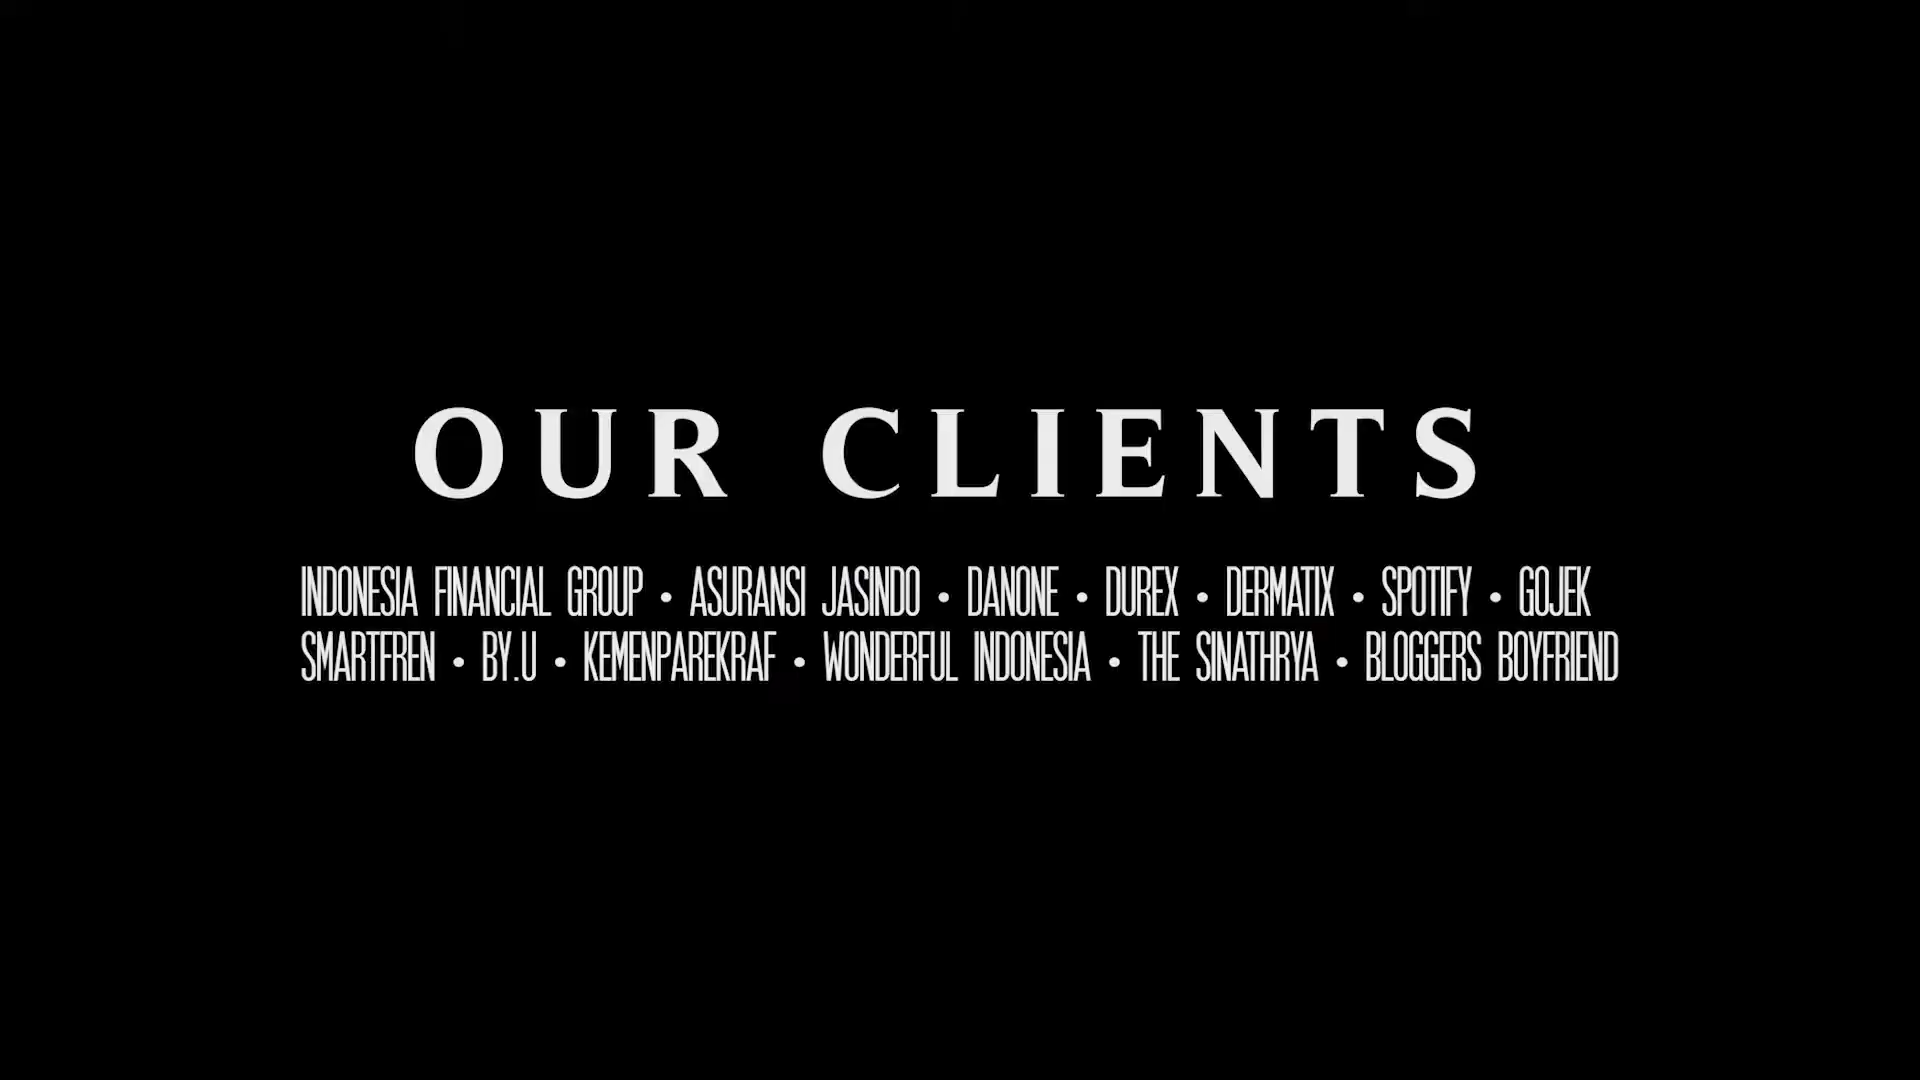 OUR CLIENTS
INDONESIA FINANCIAL GROUP • ASURANSI JASINDO • DANONE • DUREX • DERMATIX • SPOTIFY • GOJEK
SMARTFREN • BY.U • KEMENPAREKRAF • WONDERFUL INDONESIA • THE SINATHRYA • BLOGGERS BOYFRIEND